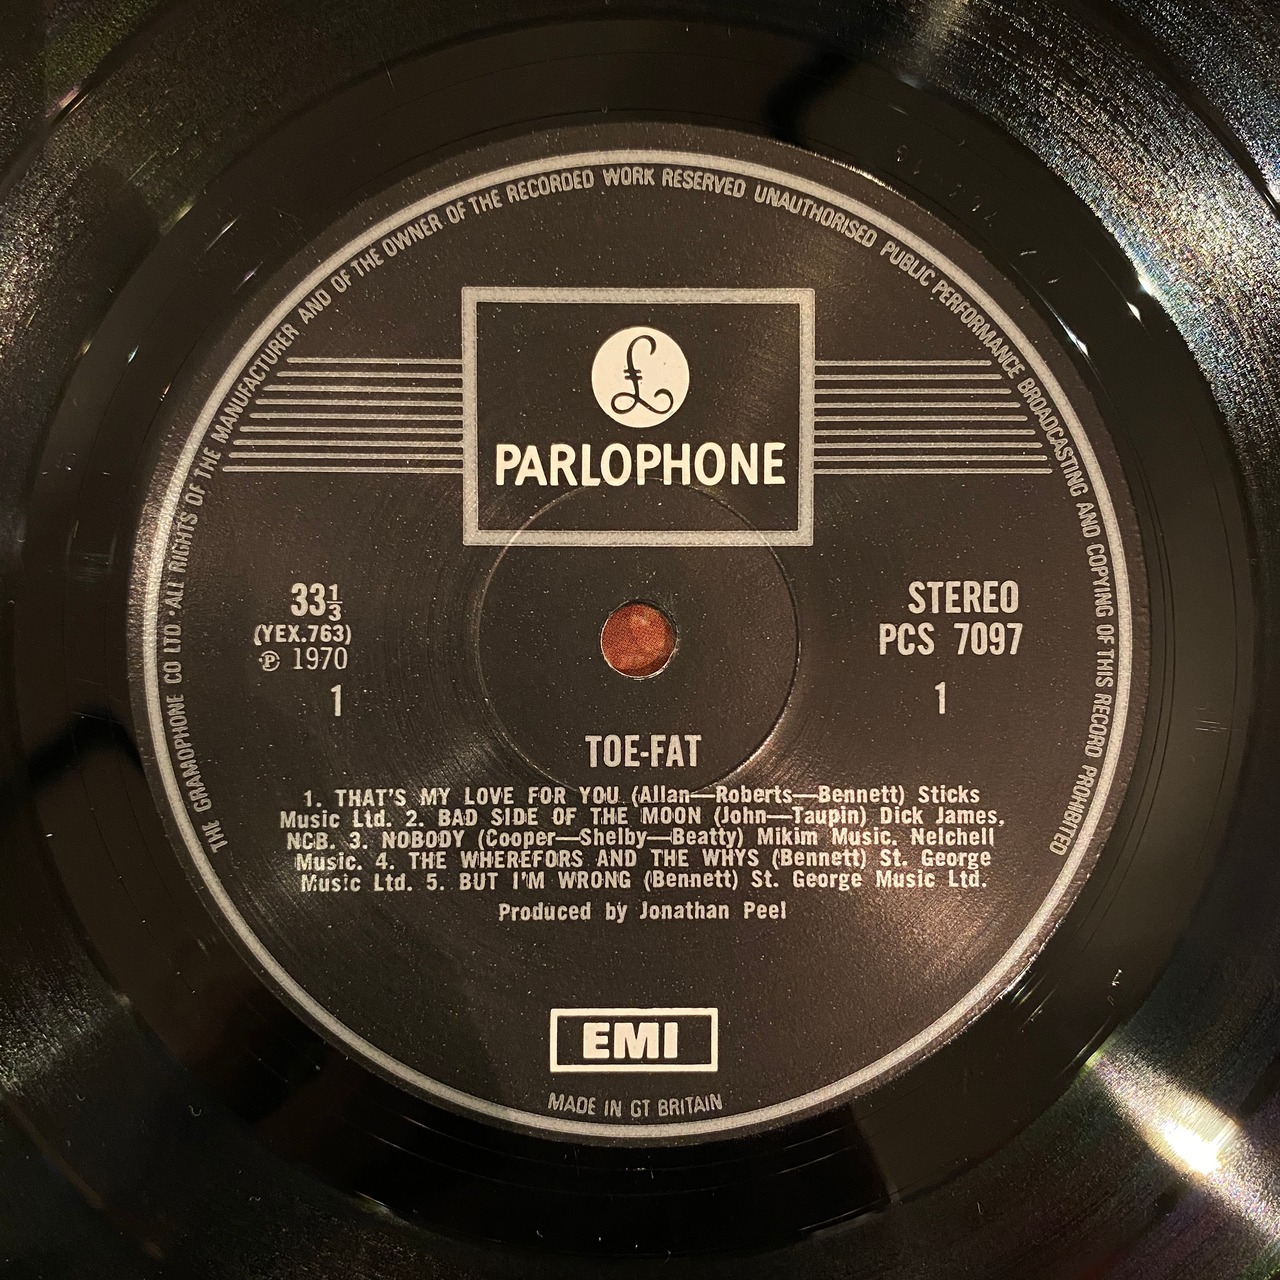 THE GRAMOPHONE CO LTD · ALL RIGHTS OF THE MANUFACTURER AND OF THE OWNER OF THE RECORDED WORK RESERVED UNAUTHORISED PUBLIC PERFORMANCE BROADCASTING AND COPYING OF THIS RECORD PROHIBITED
£
PARLOPHONE
33⅓
(YEX.763)
℗ 1970
1
STEREO
PCS 7097
1
TOE-FAT
1. THAT'S MY LOVE FOR YOU (Allan—Roberts—Bennett) Sticks
Music Ltd. 2. BAD SIDE OF THE MOON (John—Taupin) Dick James,
NCB. 3. NOBODY (Cooper—Shelby—Beatty) Mikim Music. Nelchell
Music. 4. THE WHEREFORS AND THE WHYS (Bennett) St. George
Music Ltd. 5. BUT I'M WRONG (Bennett) St. George Music Ltd.
Produced by Jonathan Peel
EMI
MADE IN GT BRITAIN